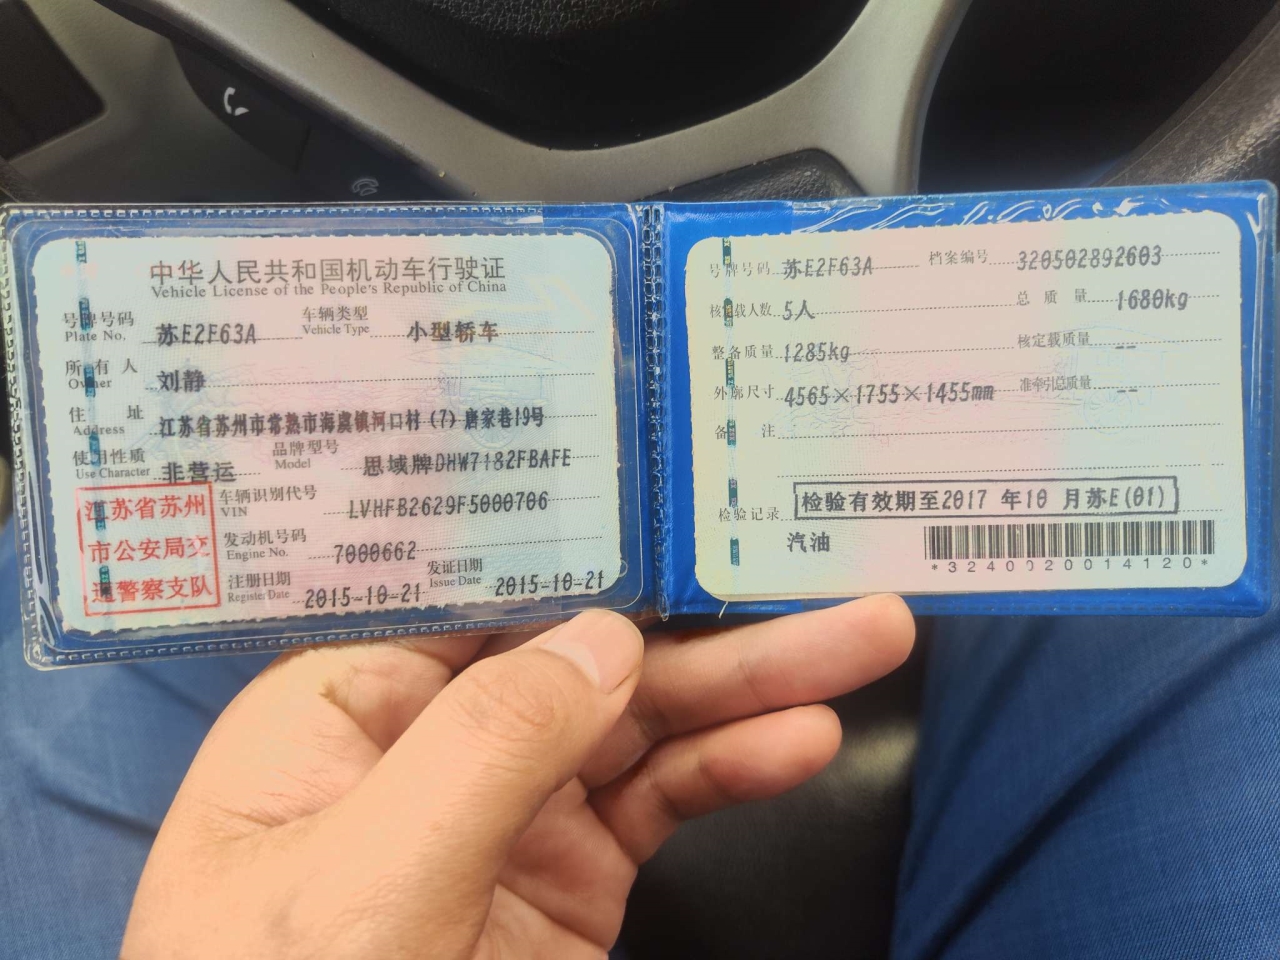 中华人民共和国机动车行驶证
Vehicle License of the People's Republic of China
号牌号码 Plate No. 苏E2F63A 车辆类型 Vehicle Type 小型轿车
所有人 Owner 刘静
住址 Address 江苏省苏州市常熟市海虞镇河口村(7)唐家巷19号
使用性质 Use Character 非营运 品牌型号 Model 思域牌DHW7182FBAFE
车辆识别代号 VIN LVHFB2629F5000706
发动机号码 Engine No. 7000662
注册日期 Register Date 2015-10-21 发证日期 Issue Date 2015-10-21
江苏省苏州
市公安局交
通警察支队
号牌号码 苏E2F63A 档案编号 320502892603
核定载人数 5人 总质量 1680kg
整备质量 1285kg 核定载质量 --
外廓尺寸 4565×1755×1455mm 准牵引总质量 --
备注
检验记录 检验有效期至2017 年10 月苏E(01)
汽油
*3240020014120*